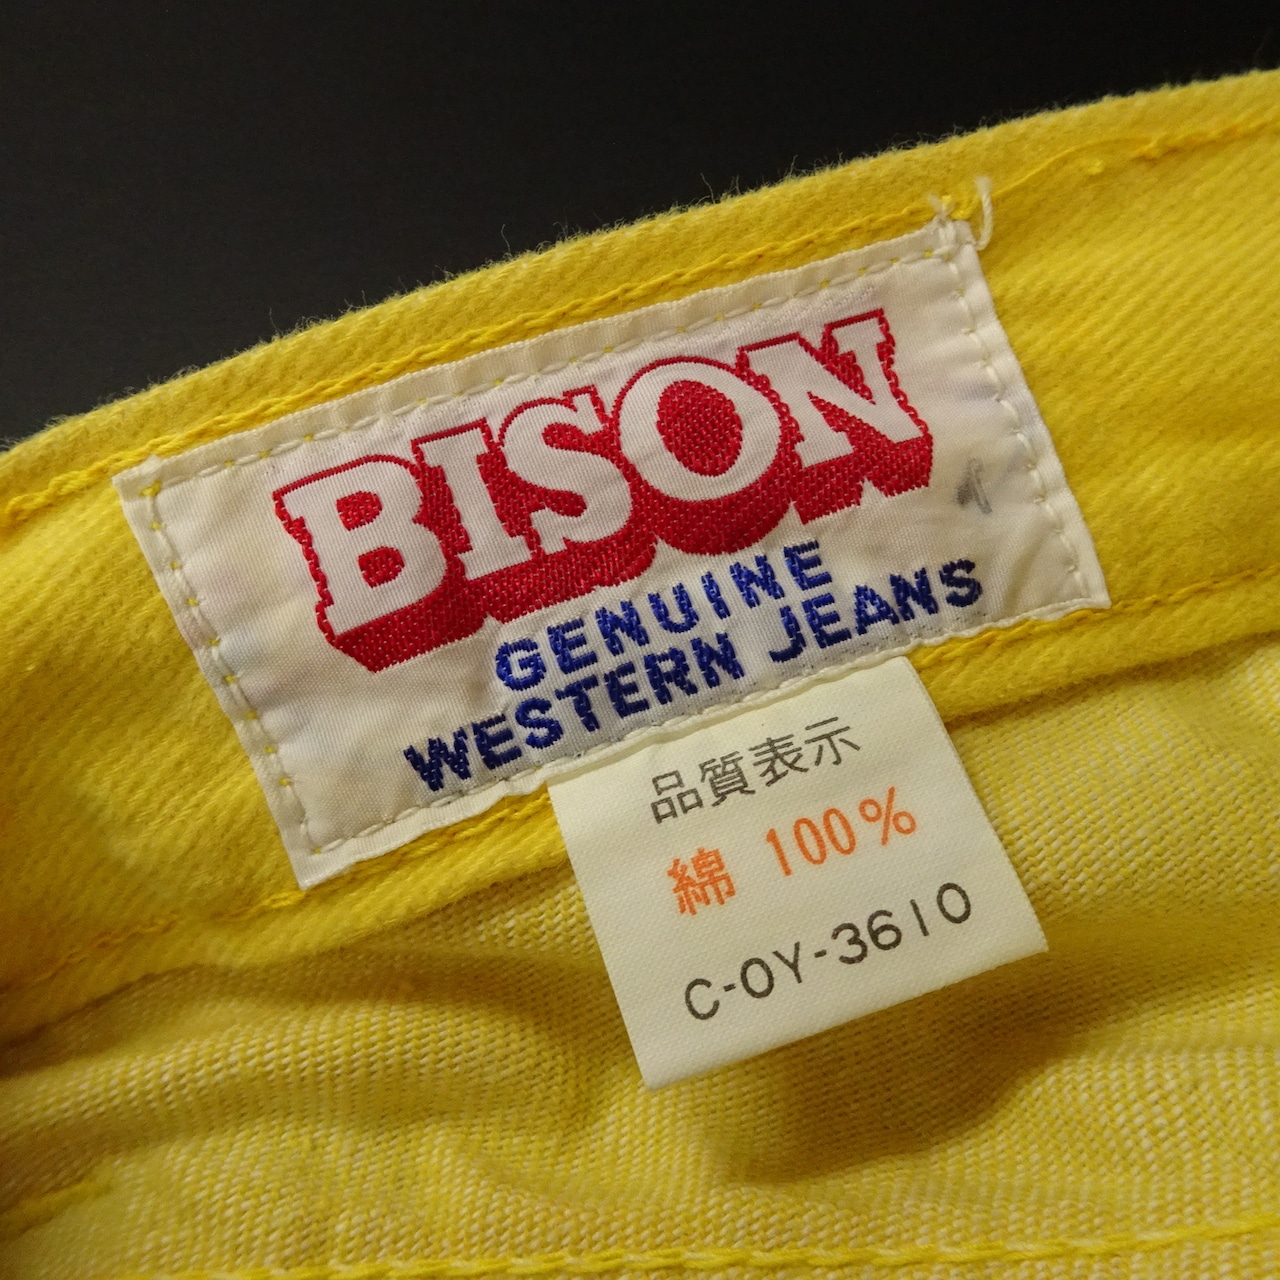 BISON
GENUINE
WESTERN JEANS
品質表示
綿 100%
C-OY-3610